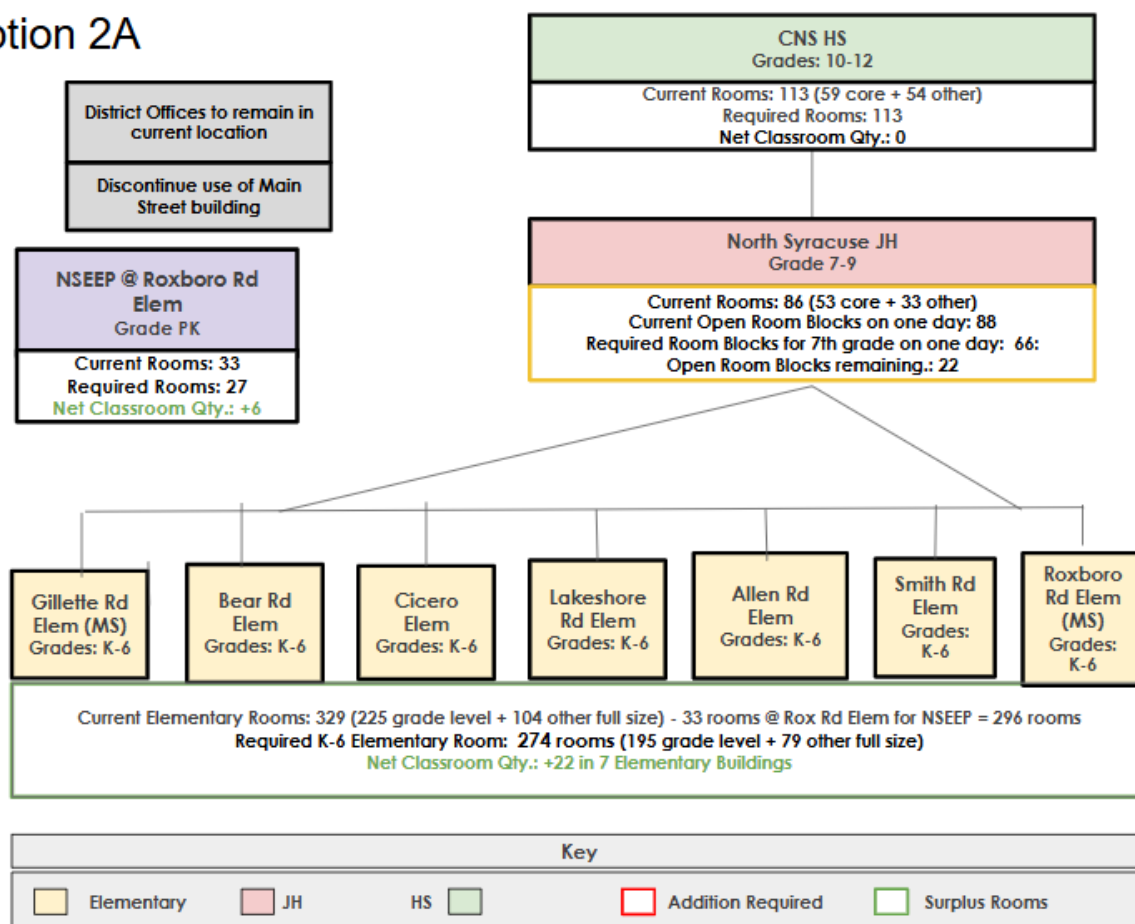 ption 2A
CNS HS
Grades: 10-12
Current Rooms: 113 (59 core + 54 other)
Required Rooms: 113
Net Classroom Qty.: 0
District Offices to remain in
current location
Discontinue use of Main
Street building
North Syracuse JH
Grade 7-9
Current Rooms: 86 (53 core + 33 other)
Current Open Room Blocks on one day: 88
Required Room Blocks for 7th grade on one day: 66:
Open Room Blocks remaining.: 22
NSEEP @ Roxboro Rd
Elem
Grade PK
Current Rooms: 33
Required Rooms: 27
Net Classroom Qty.: +6
Gillette Rd
Elem (MS)
Grades: K-6
Bear Rd
Elem
Grades: K-6
Cicero
Elem
Grades: K-6
Lakeshore
Rd Elem
Grades: K-6
Allen Rd
Elem
Grades: K-6
Smith Rd
Elem
Grades:
K-6
Roxboro
Rd Elem
(MS)
Grades:
K-6
Current Elementary Rooms: 329 (225 grade level + 104 other full size) - 33 rooms @ Rox Rd Elem for NSEEP = 296 rooms
Required K-6 Elementary Room: 274 rooms (195 grade level + 79 other full size)
Net Classroom Qty.: +22 in 7 Elementary Buildings
Key
Elementary
JH
HS
Addition Required
Surplus Rooms